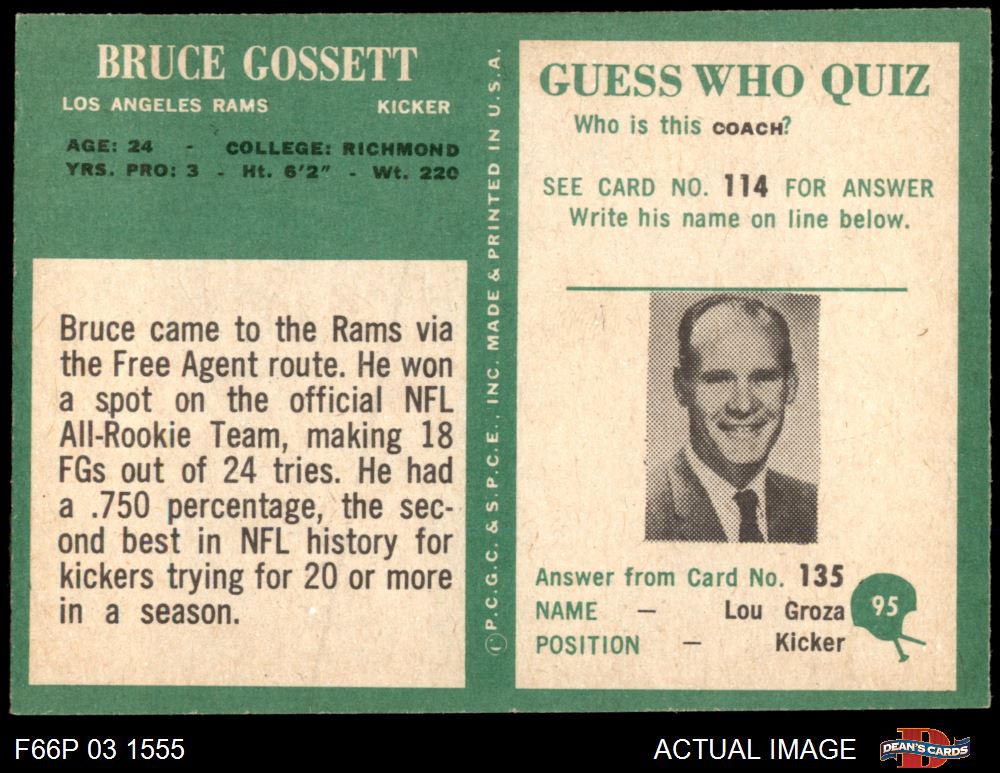 BRUCE GOSSETT
LOS ANGELES RAMS KICKER
AGE: 24 - COLLEGE: RICHMOND
YRS. PRO: 3 - Ht. 6'2" - Wt. 220
Bruce came to the Rams via
the Free Agent route. He won
a spot on the official NFL
All-Rookie Team, making 18
FGs out of 24 tries. He had
a .750 percentage, the sec-
ond best in NFL history for
kickers trying for 20 or more
in a season.
©P.C.G.C. & S.P.C.E., INC. MADE & PRINTED IN U.S.A.
GUESS WHO QUIZ
Who is this COACH?
SEE CARD NO. 114 FOR ANSWER
Write his name on line below.
Answer from Card No. 135
NAME — Lou Groza
POSITION — Kicker
95
F66P 03 1555
ACTUAL IMAGE
D
DEAN'S CARDS